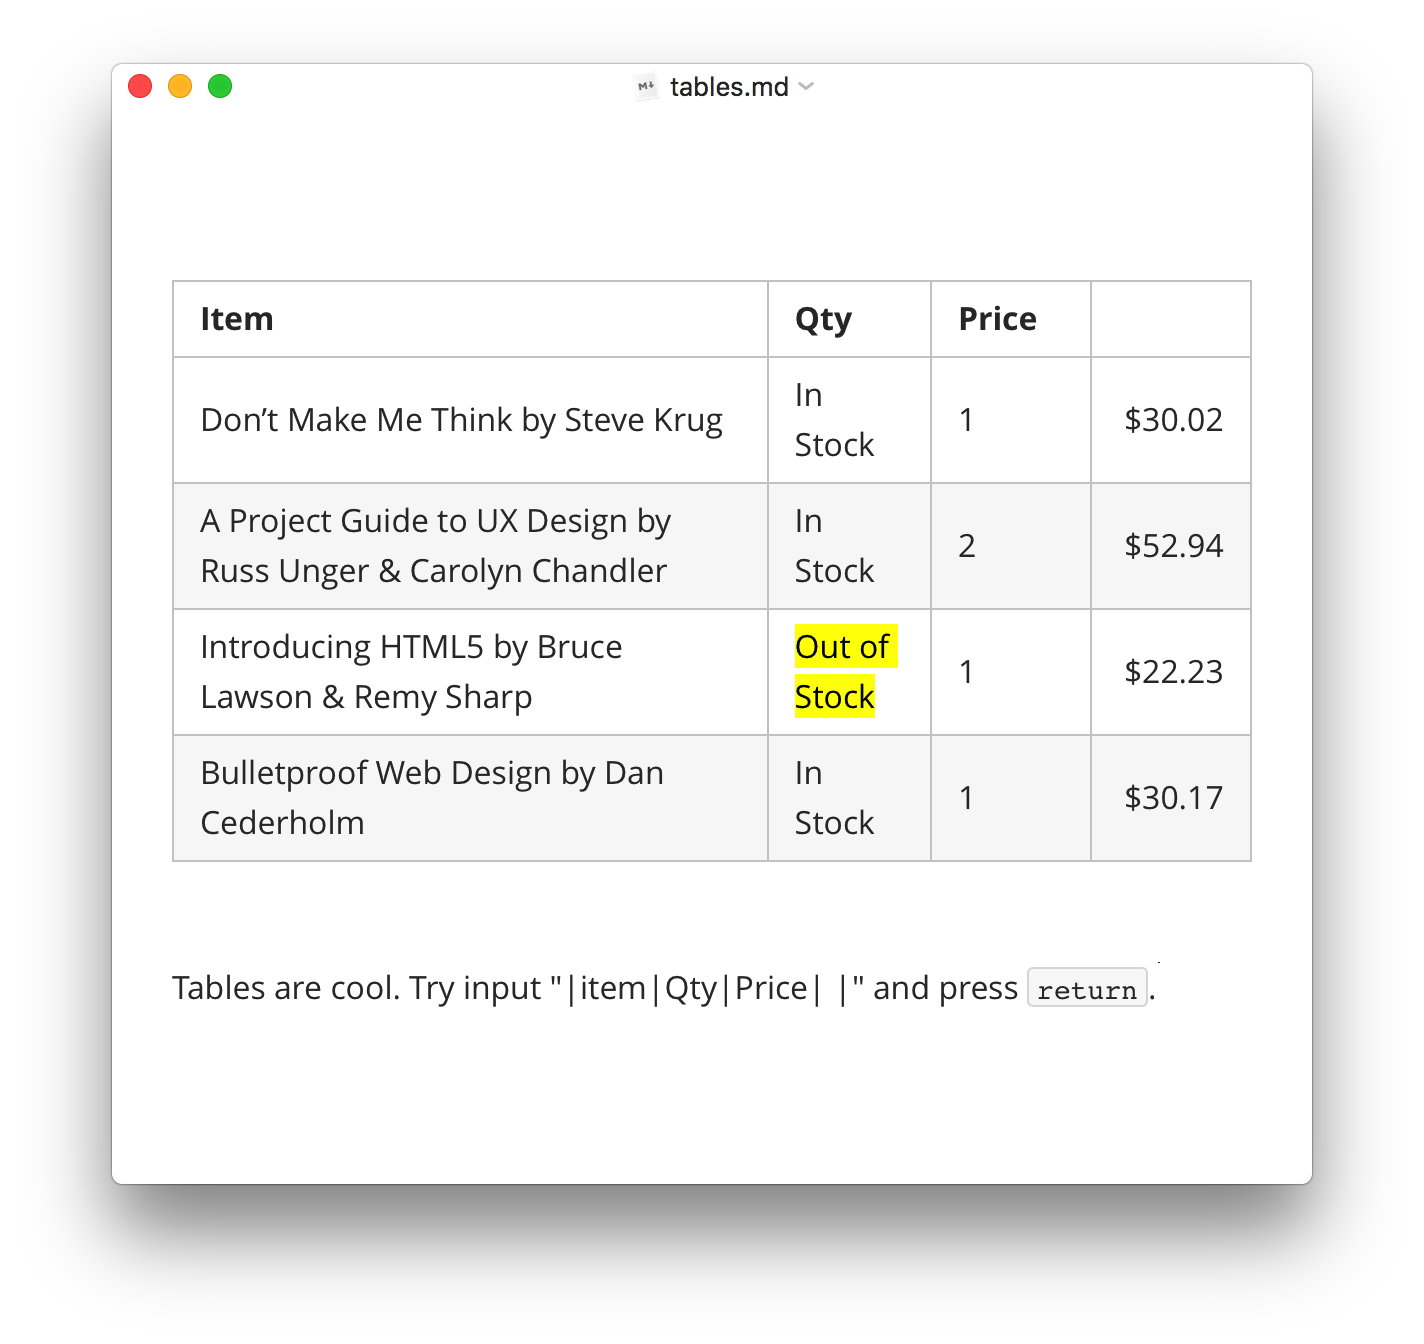 tables.md
Item Qty Price
Don’t Make Me Think by Steve Krug In Stock 1 $30.02
A Project Guide to UX Design by
Russ Unger & Carolyn Chandler In Stock 2 $52.94
Introducing HTML5 by Bruce
Lawson & Remy Sharp Out of Stock 1 $22.23
Bulletproof Web Design by Dan
Cederholm In Stock 1 $30.17
Tables are cool. Try input "|item|Qty|Price| |" and press return.